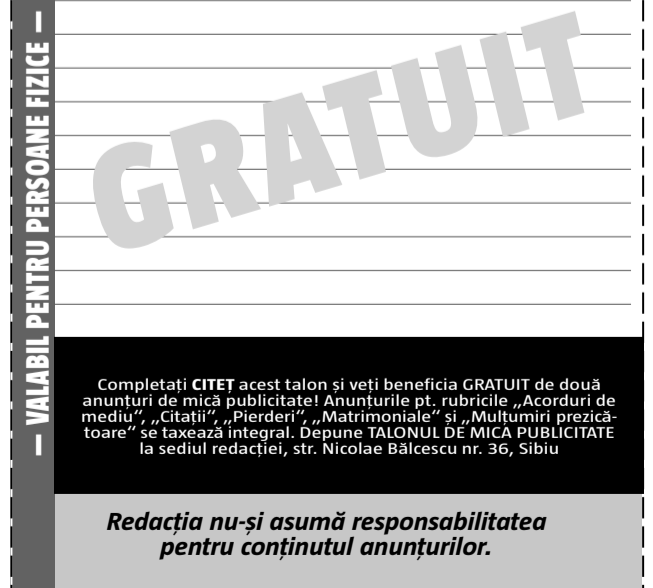 — VALABIL PENTRU PERSOANE FIZICE —
GRATUIT
Completați CITEȚ acest talon și veți beneficia GRATUIT de două
anunțuri de mică publicitate! Anunțurile pt. rubricile „Acorduri de
mediu“, „Citații“, „Pierderi“, „Matrimoniale“ și „Mulțumiri prezică-
toare“ se taxează integral. Depune TALONUL DE MICA PUBLICITATE
la sediul redacției, str. Nicolae Bălcescu nr. 36, Sibiu
Redacția nu-și asumă responsabilitatea
pentru conținutul anunțurilor.